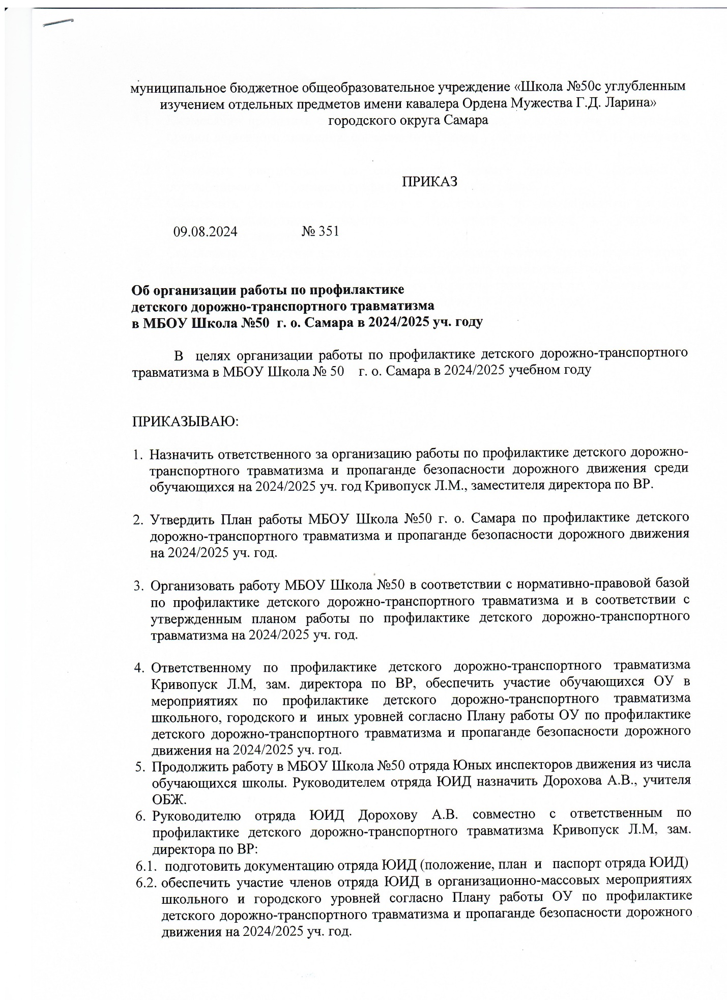 муниципальное бюджетное общеобразовательное учреждение «Школа №50с углубленным
изучением отдельных предметов имени кавалера Ордена Мужества Г.Д. Ларина»
городского округа Самара
ПРИКАЗ
09.08.2024 № 351
Об организации работы по профилактике
детского дорожно-транспортного травматизма
в МБОУ Школа №50 г. о. Самара в 2024/2025 уч. году
В целях организации работы по профилактике детского дорожно-транспортного
травматизма в МБОУ Школа № 50 г. о. Самара в 2024/2025 учебном году
ПРИКАЗЫВАЮ:
1. Назначить ответственного за организацию работы по профилактике детского дорожно-
транспортного травматизма и пропаганде безопасности дорожного движения среди
обучающихся на 2024/2025 уч. год Кривопуск Л.М., заместителя директора по ВР.
2. Утвердить План работы МБОУ Школа №50 г. о. Самара по профилактике детского
дорожно-транспортного травматизма и пропаганде безопасности дорожного движения
на 2024/2025 уч. год.
3. Организовать работу МБОУ Школа №50 в соответствии с нормативно-правовой базой
по профилактике детского дорожно-транспортного травматизма и в соответствии с
утвержденным планом работы по профилактике детского дорожно-транспортного
травматизма на 2024/2025 уч. год.
4. Ответственному по профилактике детского дорожно-транспортного травматизма
Кривопуск Л.М, зам. директора по ВР, обеспечить участие обучающихся ОУ в
мероприятиях по профилактике детского дорожно-транспортного травматизма
школьного, городского и иных уровней согласно Плану работы ОУ по профилактике
детского дорожно-транспортного травматизма и пропаганде безопасности дорожного
движения на 2024/2025 уч. год.
5. Продолжить работу в МБОУ Школа №50 отряда Юных инспекторов движения из числа
обучающихся школы. Руководителем отряда ЮИД назначить Дорохова А.В., учителя
ОБЖ.
6. Руководителю отряда ЮИД Дорохову А.В. совместно с ответственным по
профилактике детского дорожно-транспортного травматизма Кривопуск Л.М, зам.
директора по ВР:
6.1. подготовить документацию отряда ЮИД (положение, план и паспорт отряда ЮИД)
6.2. обеспечить участие членов отряда ЮИД в организационно-массовых мероприятиях
школьного и городского уровней согласно Плану работы ОУ по профилактике
детского дорожно-транспортного травматизма и пропаганде безопасности дорожного
движения на 2024/2025 уч. год.